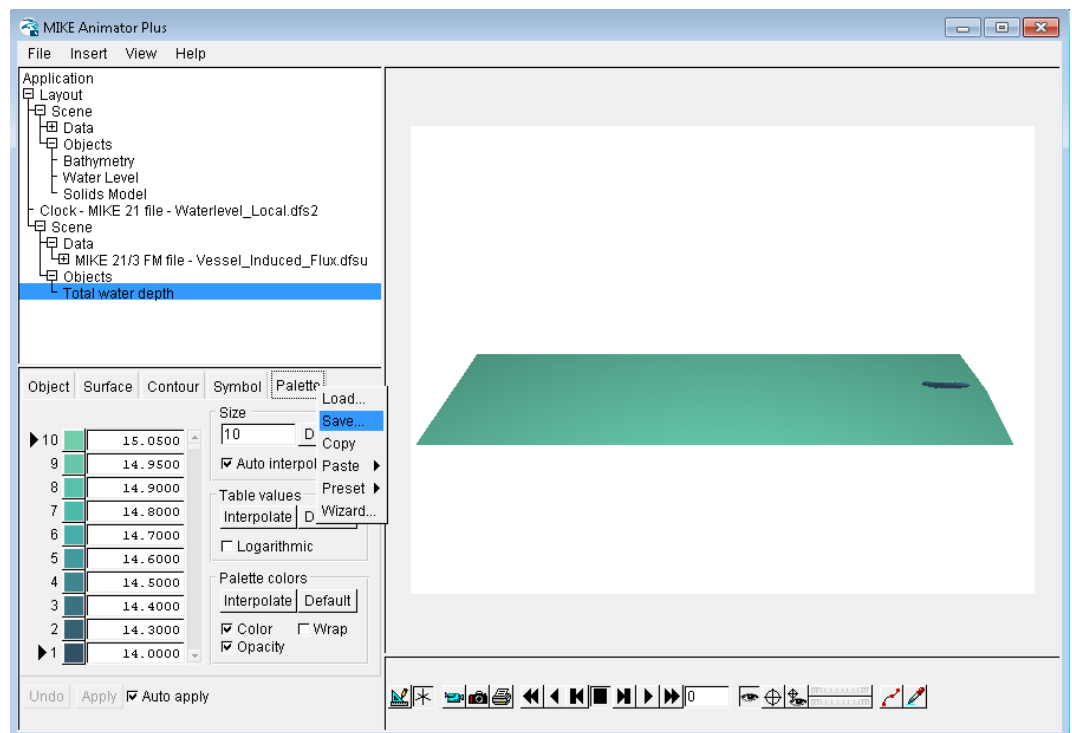 MIKE Animator Plus
File Insert View Help
Application
Layout
Scene
Data
Objects
Bathymetry
Water Level
Solids Model
Clock - MIKE 21 file - Waterlevel_Local.dfs2
Scene
Data
MIKE 21/3 FM file - Vessel_Induced_Flux.dfsu
Objects
Total water depth
Object Surface Contour Symbol Palette
Load...
Save...
Copy
Paste
Preset
Wizard...
10 15.0500
9 14.9500
8 14.9000
7 14.8000
6 14.7000
5 14.6000
4 14.5000
3 14.4000
2 14.3000
1 14.0000
Size
10 D
Auto interpol
Table values
Interpolate D
Logarithmic
Palette colors
Interpolate Default
Color Wrap
Opacity
Undo Apply Auto apply
0